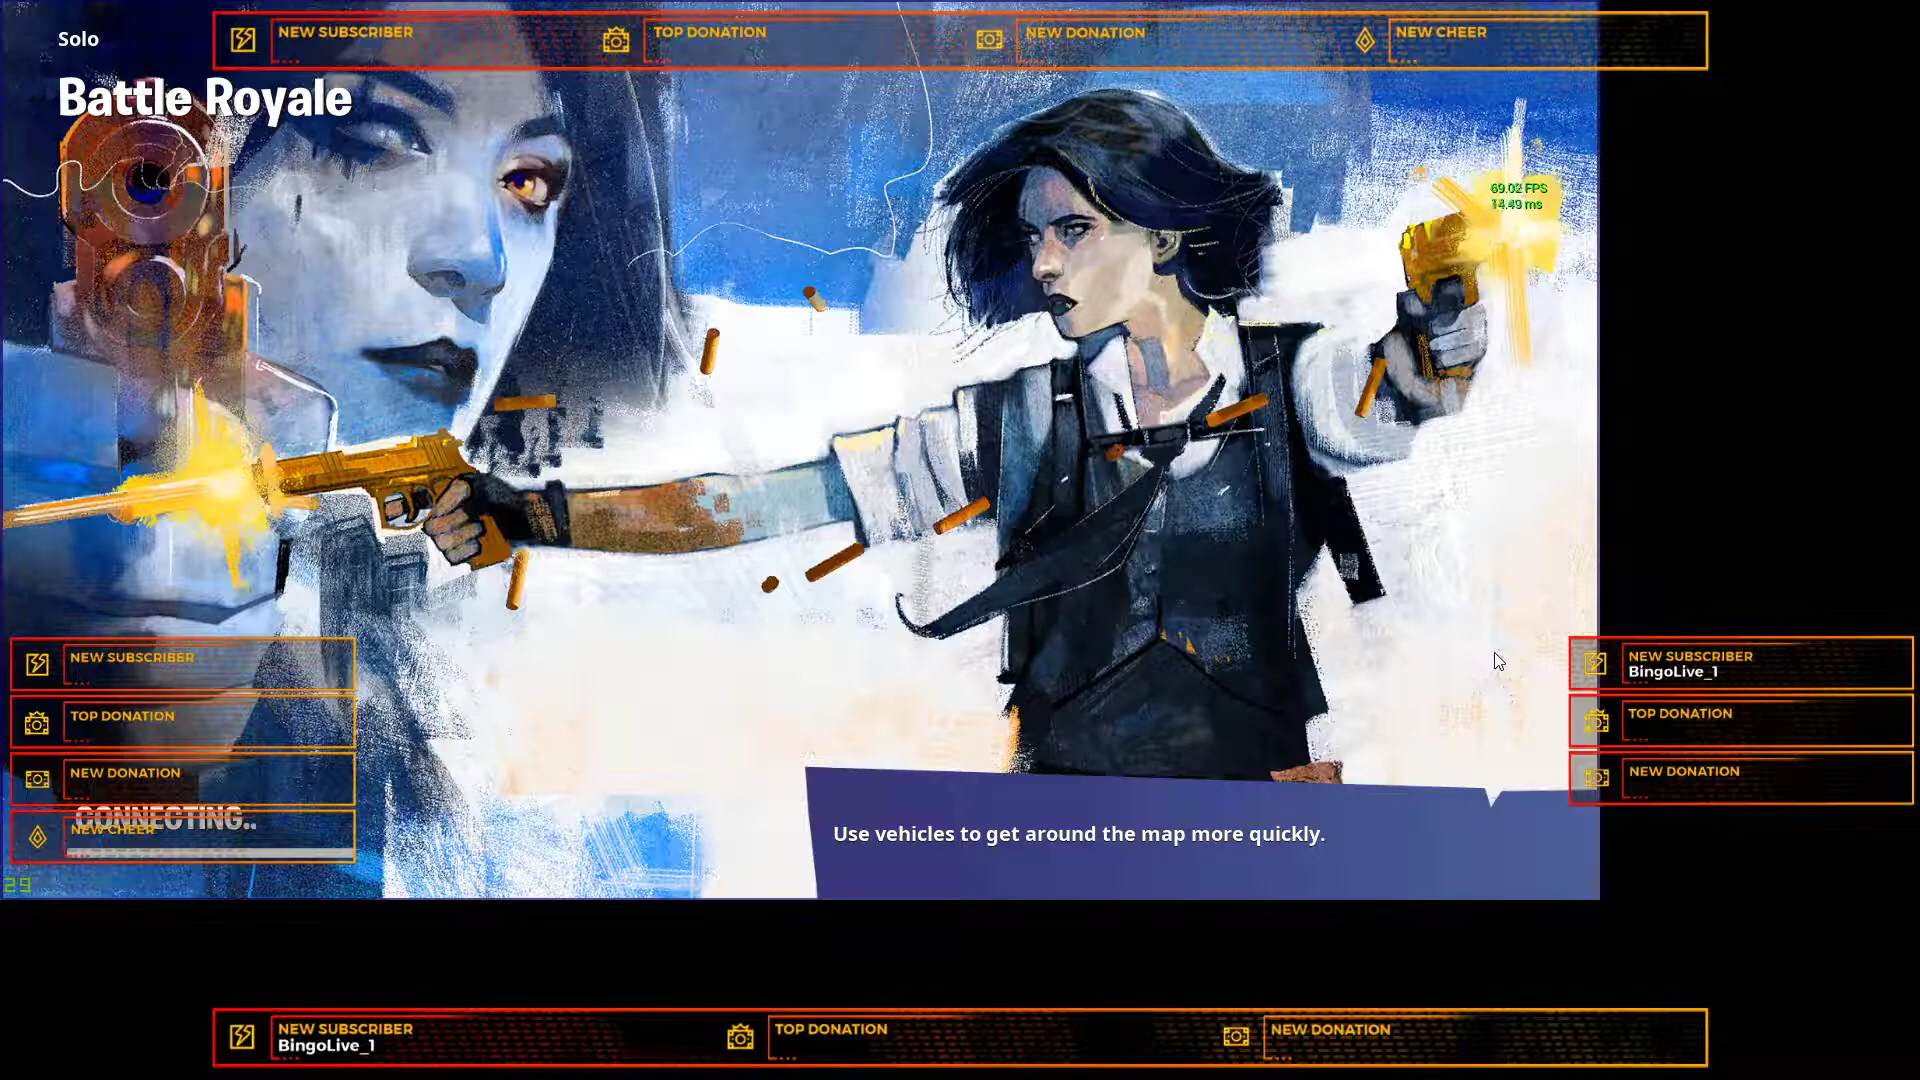 Solo
Battle Royale
NEW SUBSCRIBER
TOP DONATION
NEW DONATION
NEW CHEER
69.02 FPS
14.49 ms
NEW SUBSCRIBER
TOP DONATION
NEW DONATION
CONNECTING..
NEW CHEER
29
NEW SUBSCRIBER
BingoLive_1
TOP DONATION
NEW DONATION
Use vehicles to get around the map more quickly.
NEW SUBSCRIBER
BingoLive_1
TOP DONATION
NEW DONATION